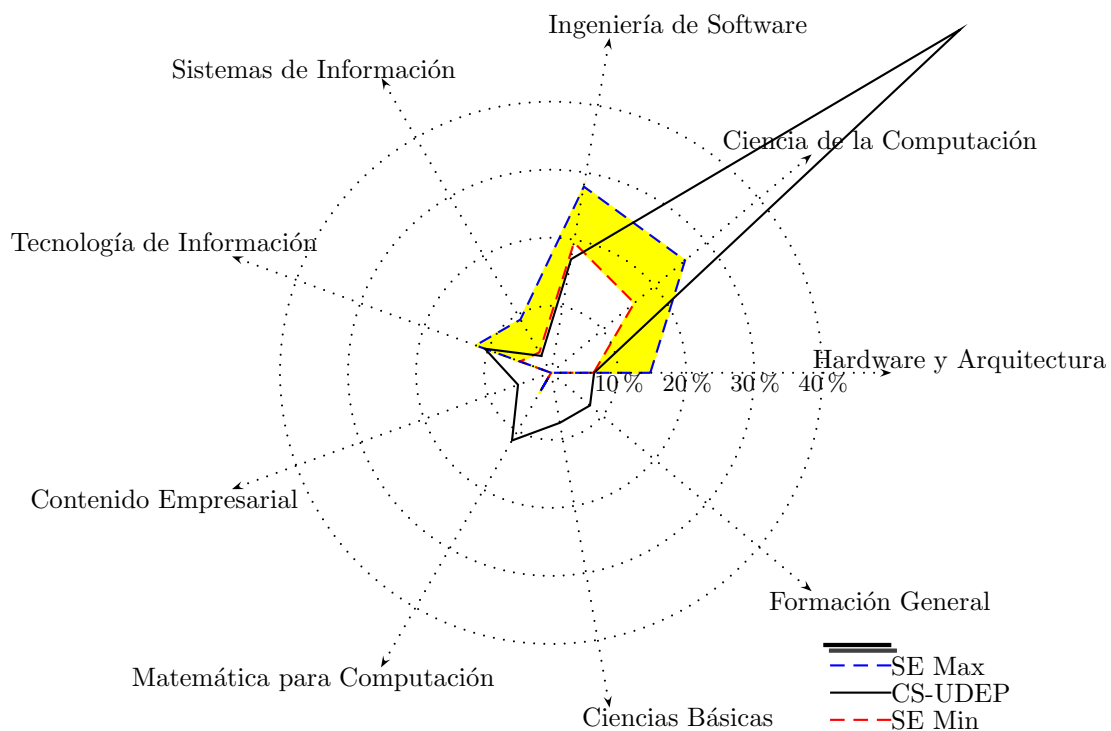 Ingeniería de Software
Sistemas de Información
Ciencia de la Computación
Tecnología de Información
Hardware y Arquitectura
10 % 20 % 30 % 40 %
Contenido Empresarial
Formación General
Matemática para Computación
Ciencias Básicas
SE Max
CS-UDEP
SE Min